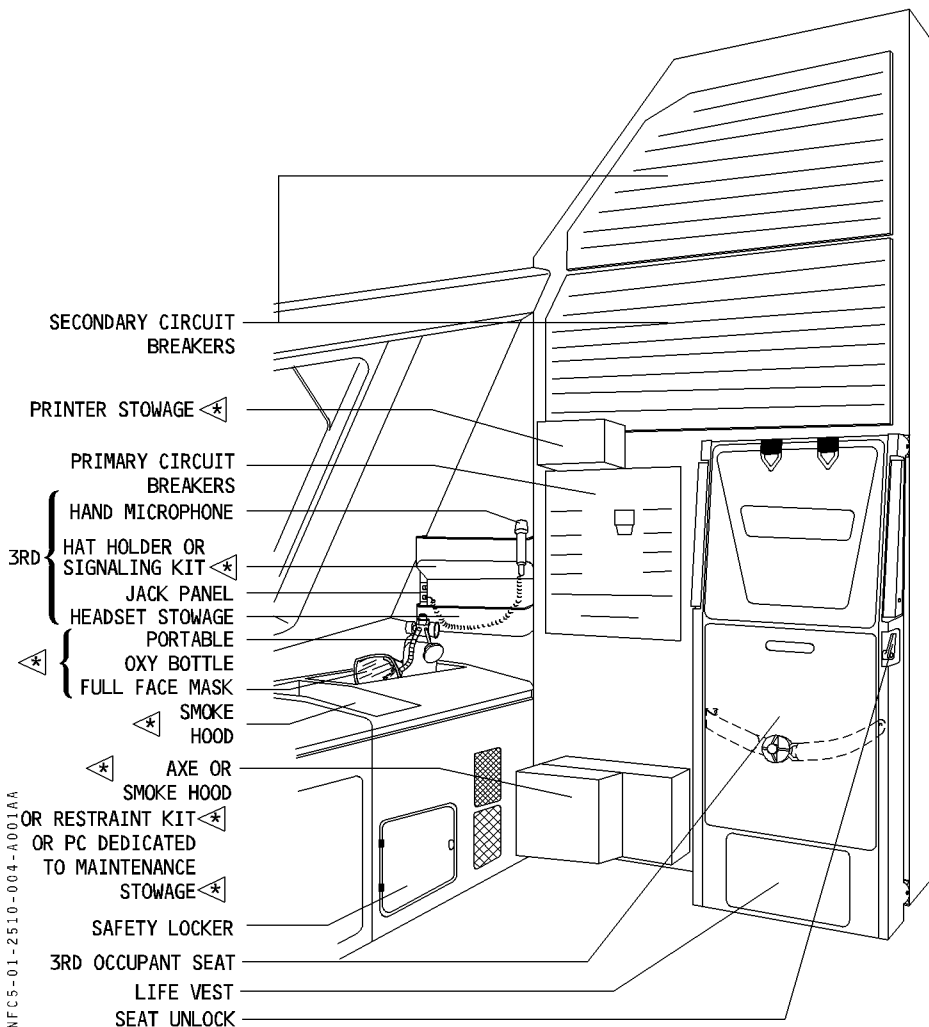 SECONDARY CIRCUIT
BREAKERS
PRINTER STOWAGE *
PRIMARY CIRCUIT
BREAKERS
HAND MICROPHONE
3RD
HAT HOLDER OR
SIGNALING KIT *
JACK PANEL
HEADSET STOWAGE
PORTABLE
OXY BOTTLE
*
FULL FACE MASK
* SMOKE
HOOD
* AXE OR
SMOKE HOOD
OR RESTRAINT KIT *
OR PC DEDICATED
TO MAINTENANCE
STOWAGE *
SAFETY LOCKER
3RD OCCUPANT SEAT
LIFE VEST
SEAT UNLOCK
NFC5-01-2510-004-A001AA